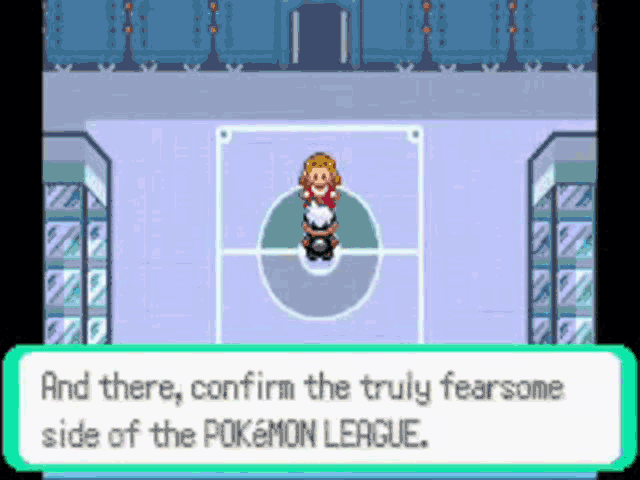 And there, confirm the truly fearsome
side of the POKéMON LEAGUE.